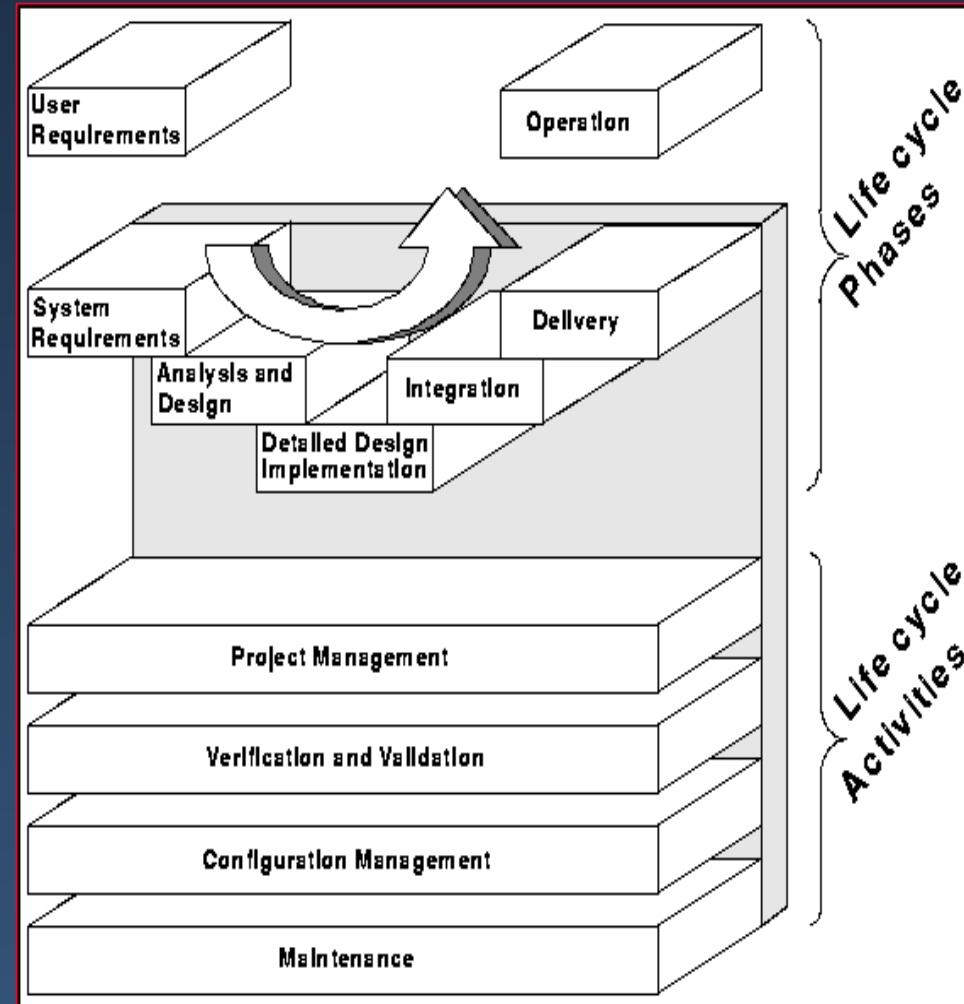 User
Requirements
Operation
System
Requirements
Delivery
Analysis and
Design
Integration
Detailed Design
Implementation
Life cycle
Phases
Project Management
Verification and Validation
Configuration Management
Maintenance
Life cycle
Activities